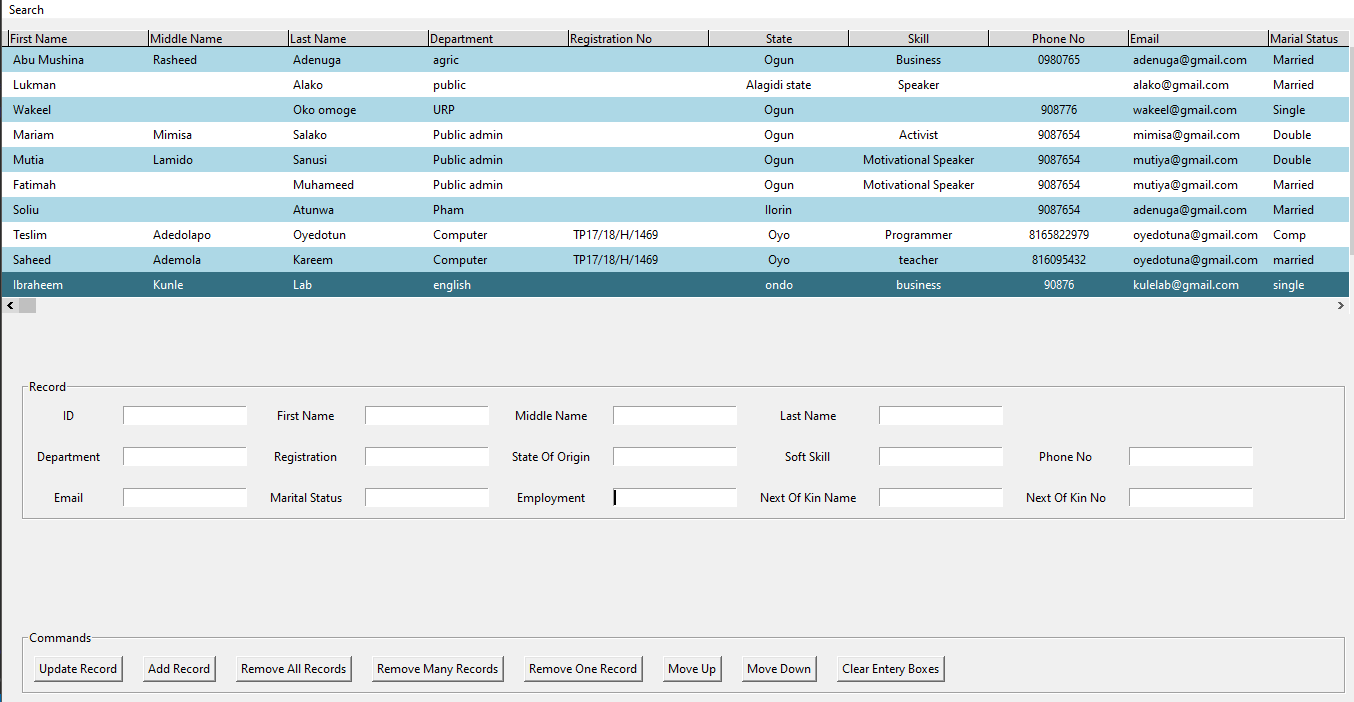 Search
First Name Middle Name Last Name Department Registration No State Skill Phone No Email Marial Status
Abu Mushina Rasheed Adenuga agric Ogun Business 0980765 adenuga@gmail.com Married
Lukman Alako public Alagidi state Speaker alako@gmail.com Married
Wakeel Oko omoge URP Ogun 908776 wakeel@gmail.com Single
Mariam Mimisa Salako Public admin Ogun Activist 9087654 mimisa@gmail.com Double
Mutia Lamido Sanusi Public admin Ogun Motivational Speaker 9087654 mutiya@gmail.com Double
Fatimah Muhameed Public admin Ogun Motivational Speaker 9087654 mutiya@gmail.com Married
Soliu Atunwa Pham Ilorin 9087654 adenuga@gmail.com Married
Teslim Adedolapo Oyedotun Computer TP17/18/H/1469 Oyo Programmer 8165822979 oyedotuna@gmail.com Comp
Saheed Ademola Kareem Computer TP17/18/H/1469 Oyo teacher 816095432 oyedotuna@gmail.com married
Ibraheem Kunle Lab english ondo business 90876 kulelab@gmail.com single
Record
ID First Name Middle Name Last Name
Department Registration State Of Origin Soft Skill Phone No
Email Marital Status Employment Next Of Kin Name Next Of Kin No
Commands
Update Record Add Record Remove All Records Remove Many Records Remove One Record Move Up Move Down Clear Entery Boxes